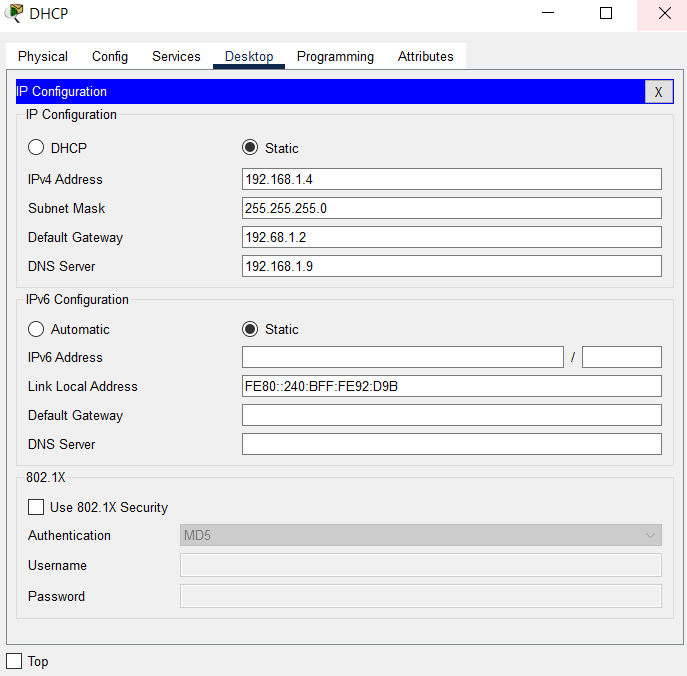 DHCP
Physical Config Services Desktop Programming Attributes
IP Configuration X
IP Configuration
DHCP Static
IPv4 Address 192.168.1.4
Subnet Mask 255.255.255.0
Default Gateway 192.68.1.2
DNS Server 192.168.1.9
IPv6 Configuration
Automatic Static
IPv6 Address /
Link Local Address FE80::240:BFF:FE92:D9B
Default Gateway
DNS Server
802.1X
Use 802.1X Security
Authentication MD5
Username
Password
Top